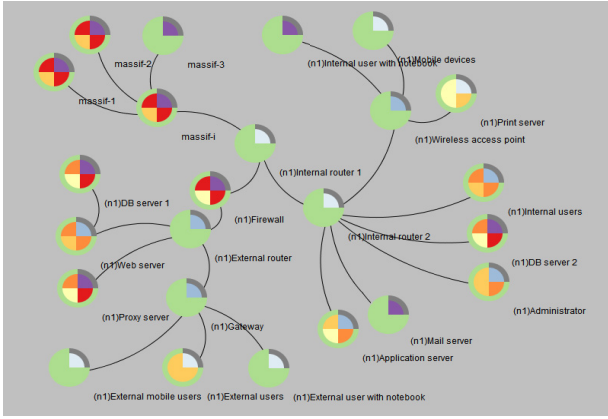 (n1)Mobile devices
massif-2
massif-3
(n1)Internal user with notebook
massif-1
(n1)Print server
massif-i
(n1)Wireless access point
(n1)Internal router 1
(n1)DB server 1
(n1)Internal users
(n1)Firewall
(n1)Internal router 2
(n1)External router
(n1)DB server 2
(n1)Web server
(n1)Administrator
(n1)Proxy server
(n1)Gateway
(n1)Mail server
(n1)Application server
(n1)External mobile users
(n1)External users
(n1)External user with notebook